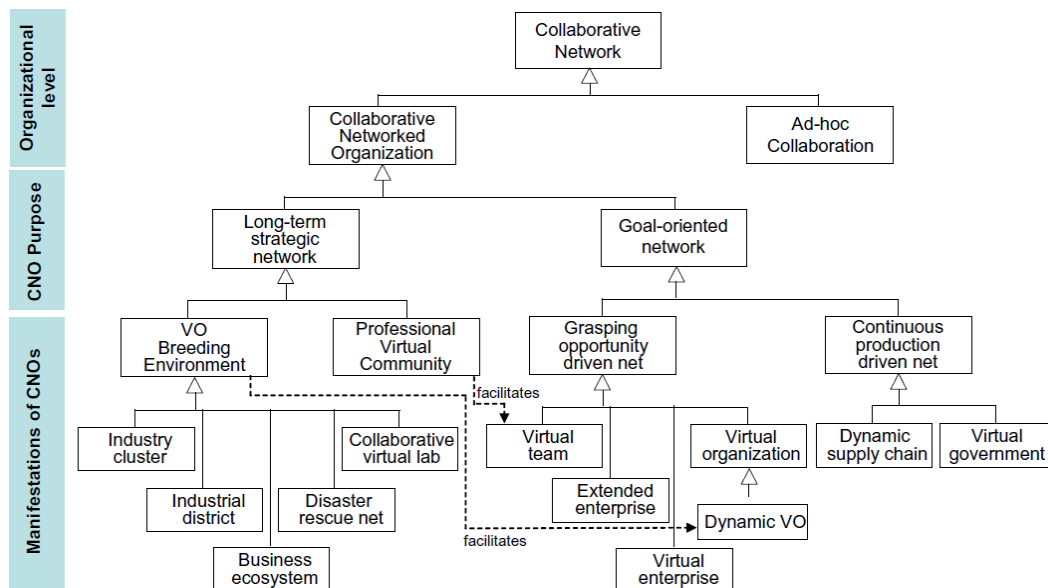 Organizational
level
Collaborative
Network
Collaborative
Networked
Organization
Ad-hoc
Collaboration
CNO Purpose
Long-term
strategic
network
Goal-oriented
network
Manifestations of CNOs
VO
Breeding
Environment
Professional
Virtual
Community
Grasping
opportunity
driven net
Continuous
production
driven net
facilitates
Industry
cluster
Collaborative
virtual lab
Virtual
team
Virtual
organization
Dynamic
supply chain
Virtual
government
Industrial
district
Disaster
rescue net
Extended
enterprise
Dynamic VO
facilitates
Business
ecosystem
Virtual
enterprise